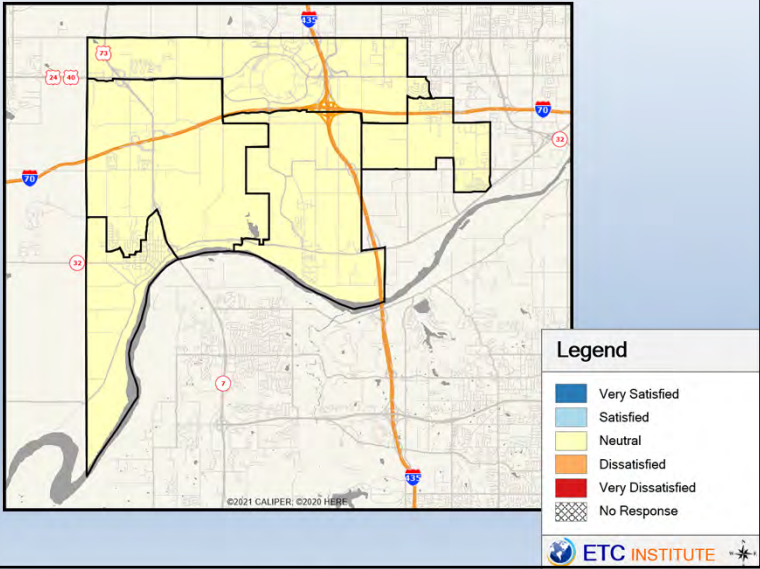 435
73
24
40
70
32
70
32
7
435
©2021 CALIPER; ©2020 HERE
Legend
Very Satisfied
Satisfied
Neutral
Dissatisfied
Very Dissatisfied
No Response
ETC INSTITUTE